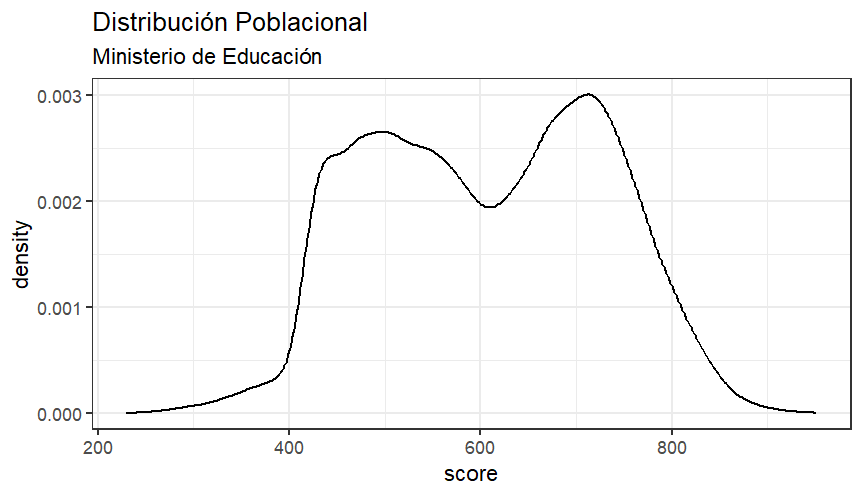 Distribución Poblacional
Ministerio de Educación
0.003
0.002
0.001
0.000
density
200 400 600 800
score